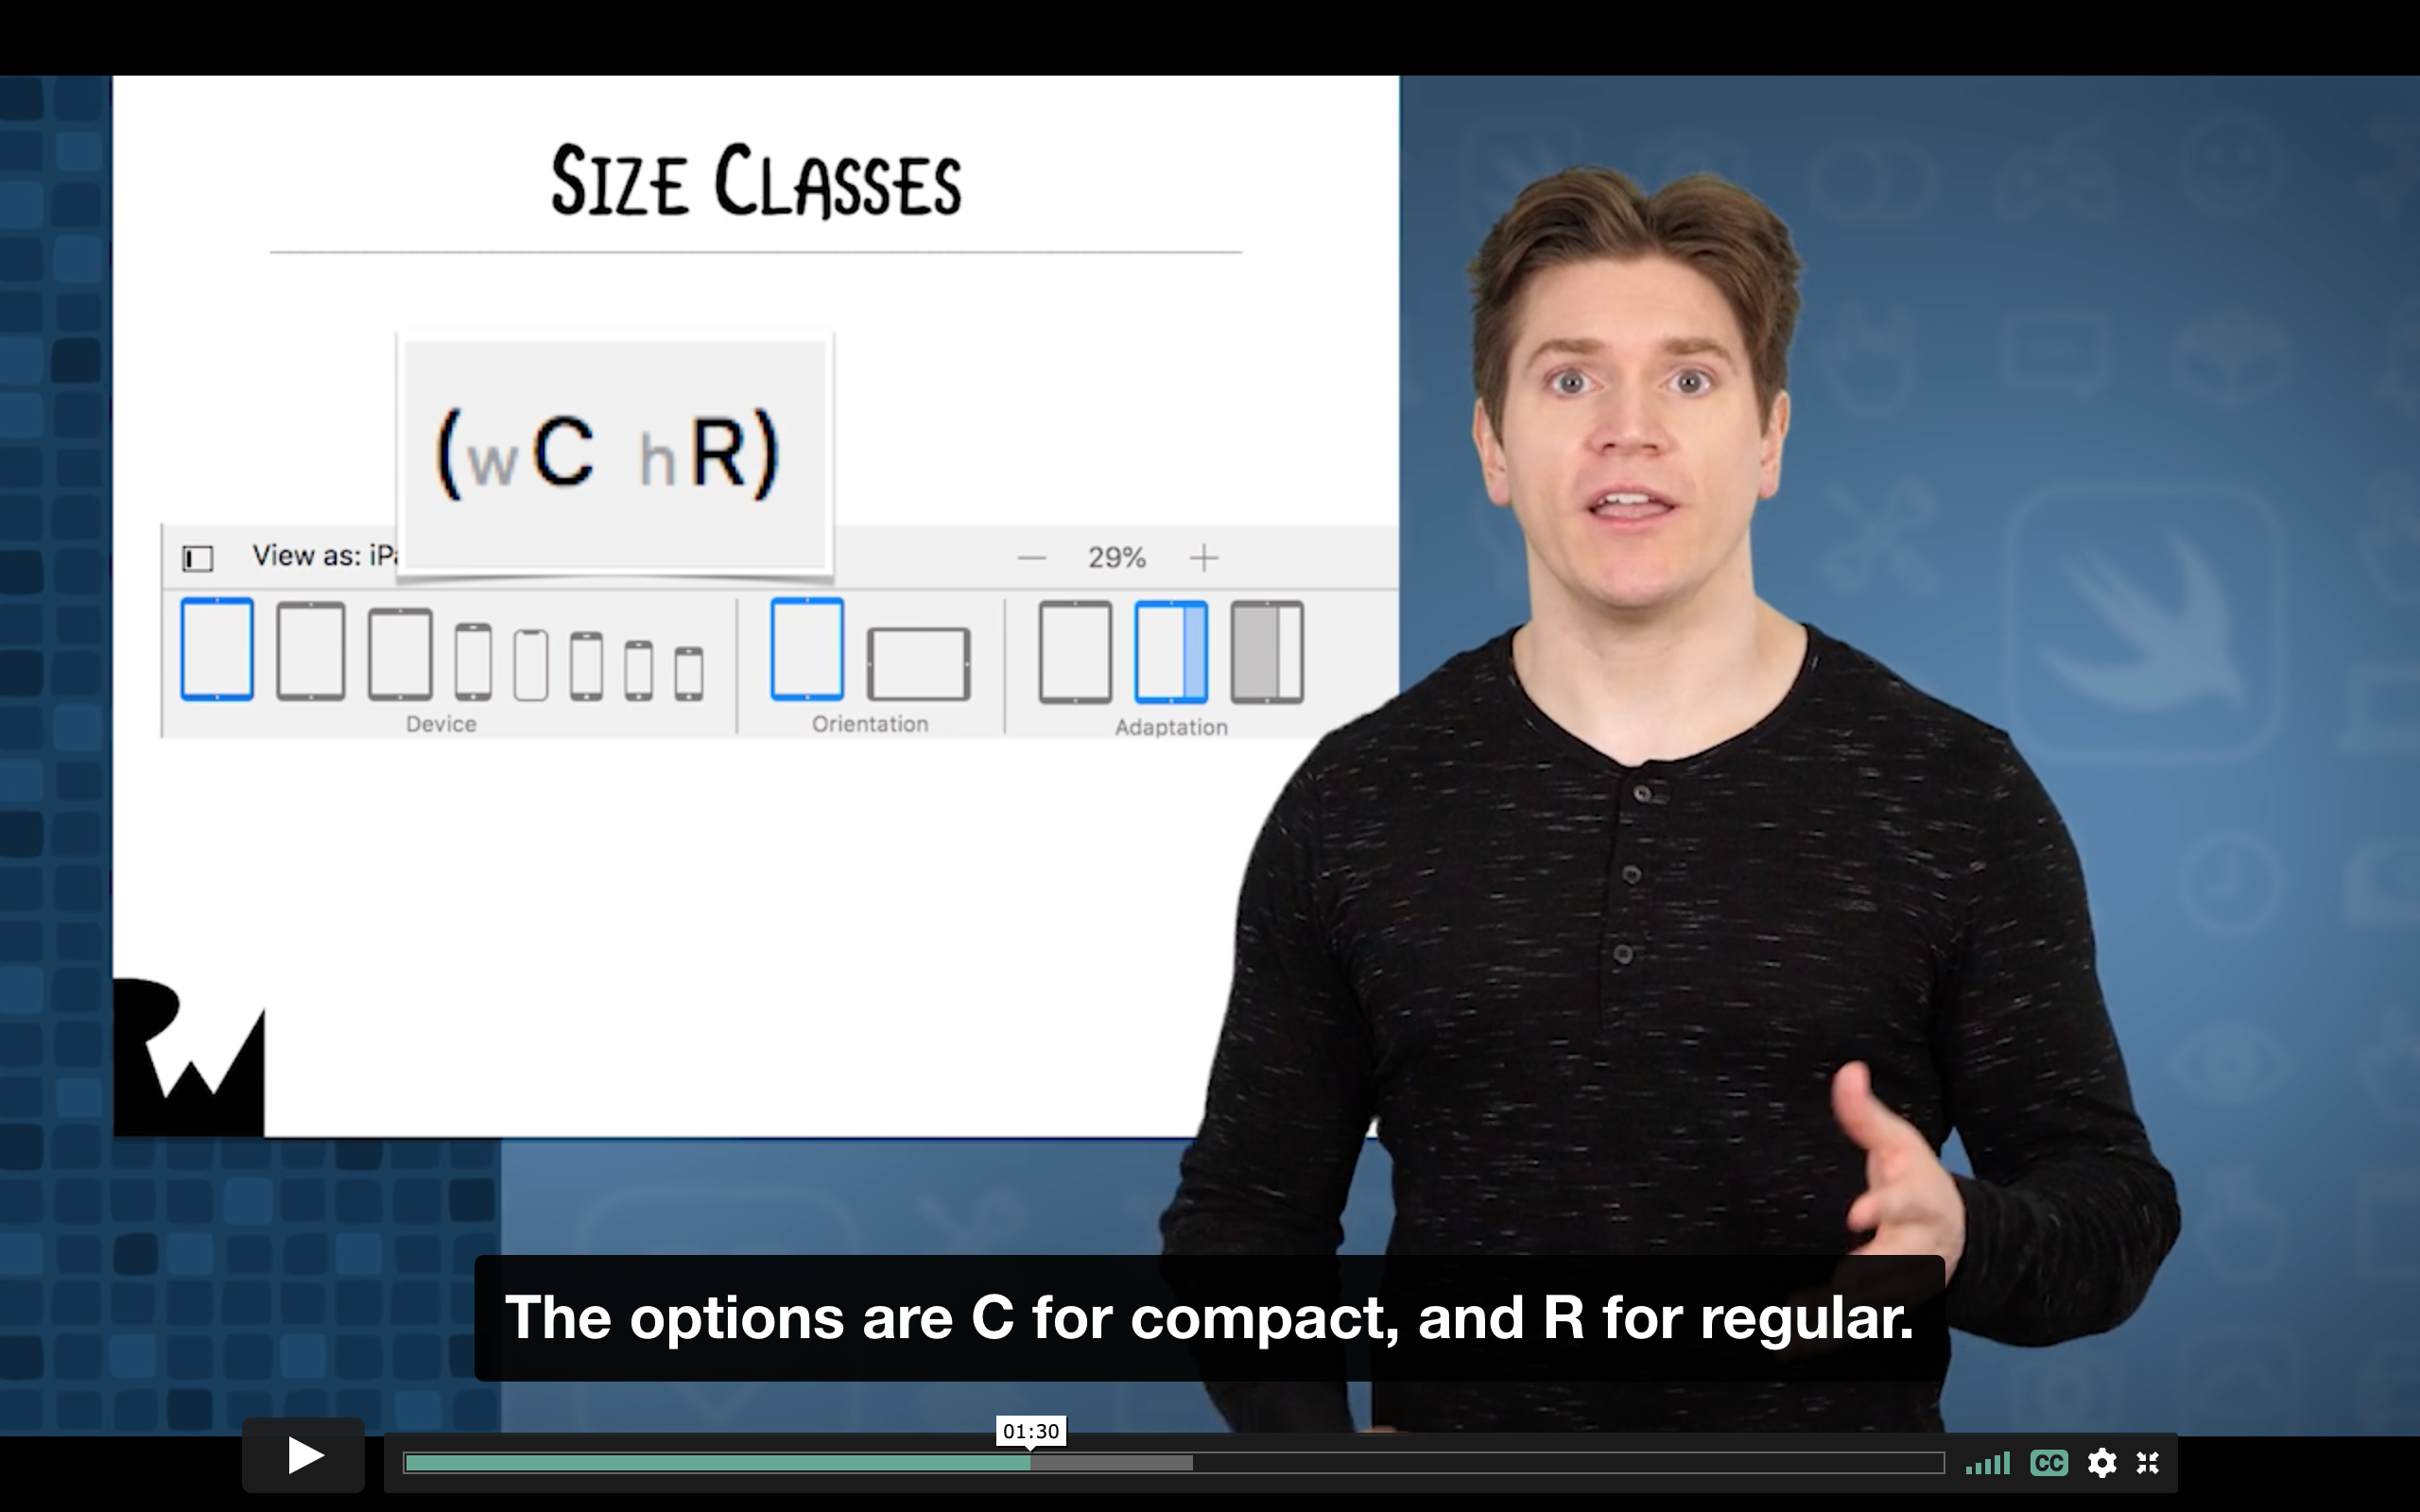 SIZE CLASSES
(wC hR)
View as: iPa
29%
Device
Orientation
Adaptation
RW
The options are C for compact, and R for regular.
01:30
CC